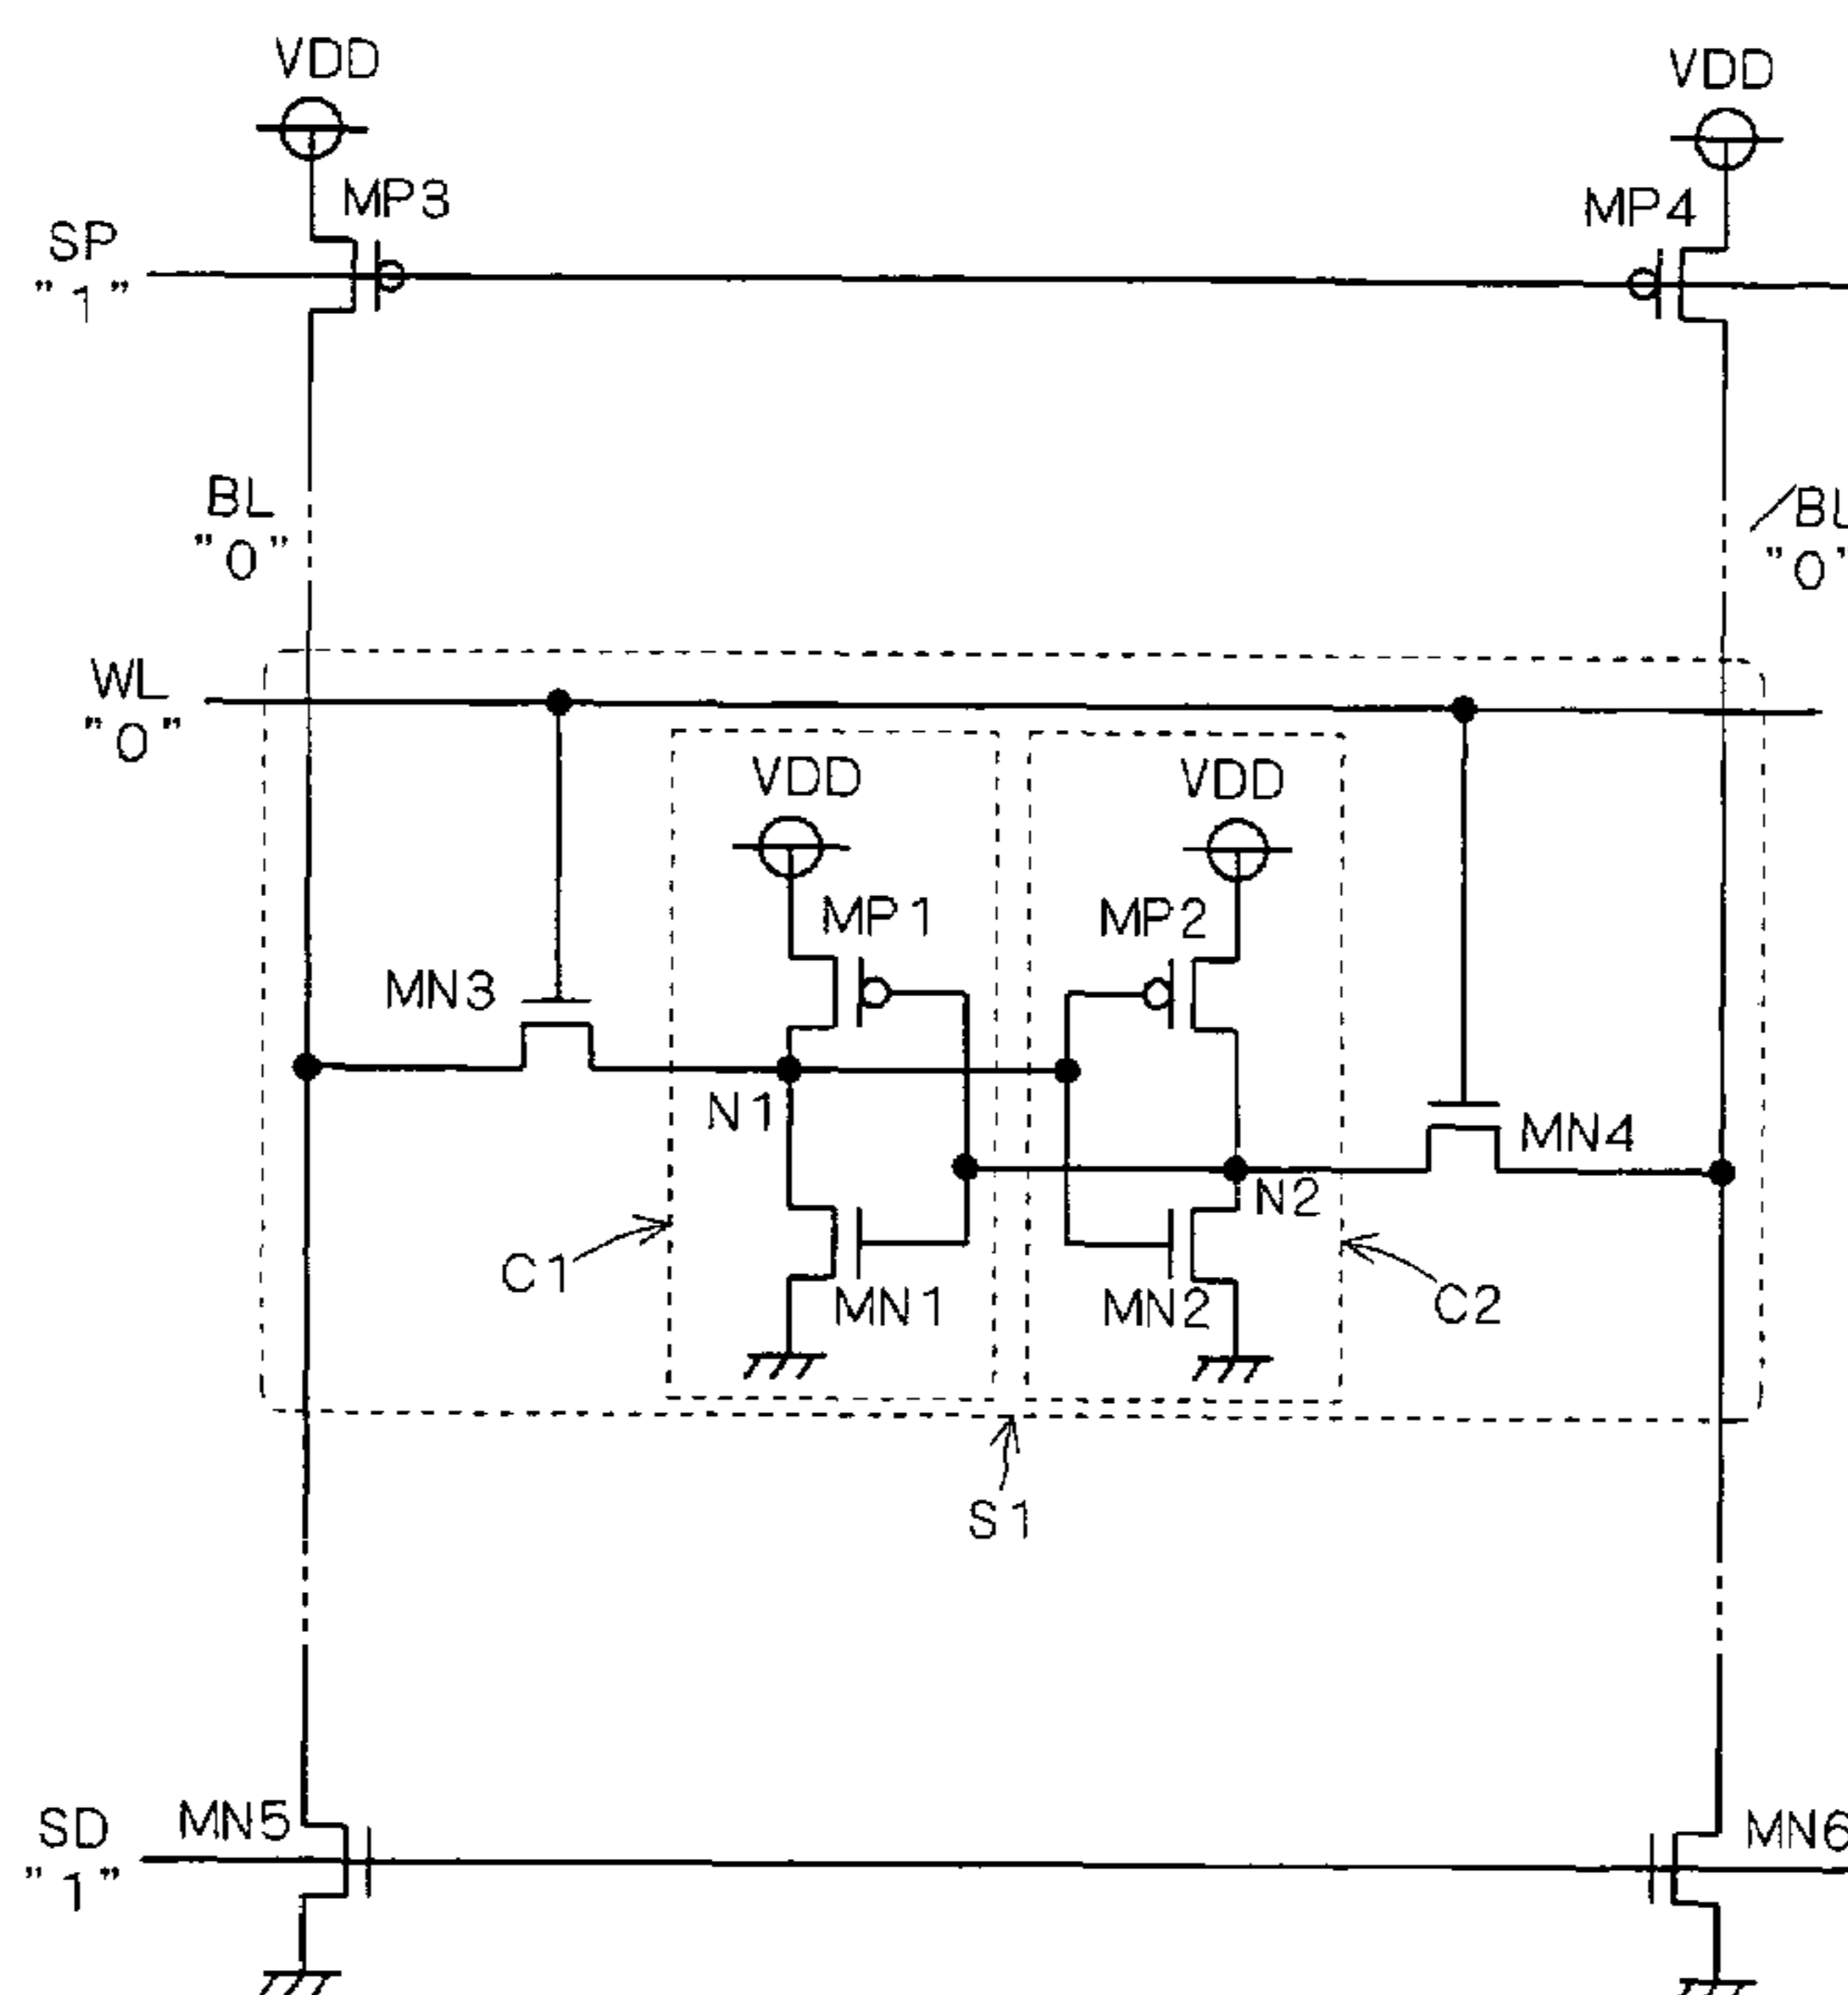 VDD
VDD
MP3
MP4
SP
"1"
BL
"0"
/BL
"0"
WL
"0"
VDD
VDD
MP1
MP2
MN3
N1
MN4
N2
C1
MN1
MN2
C2
S1
SD
"1"
MN5
MN6